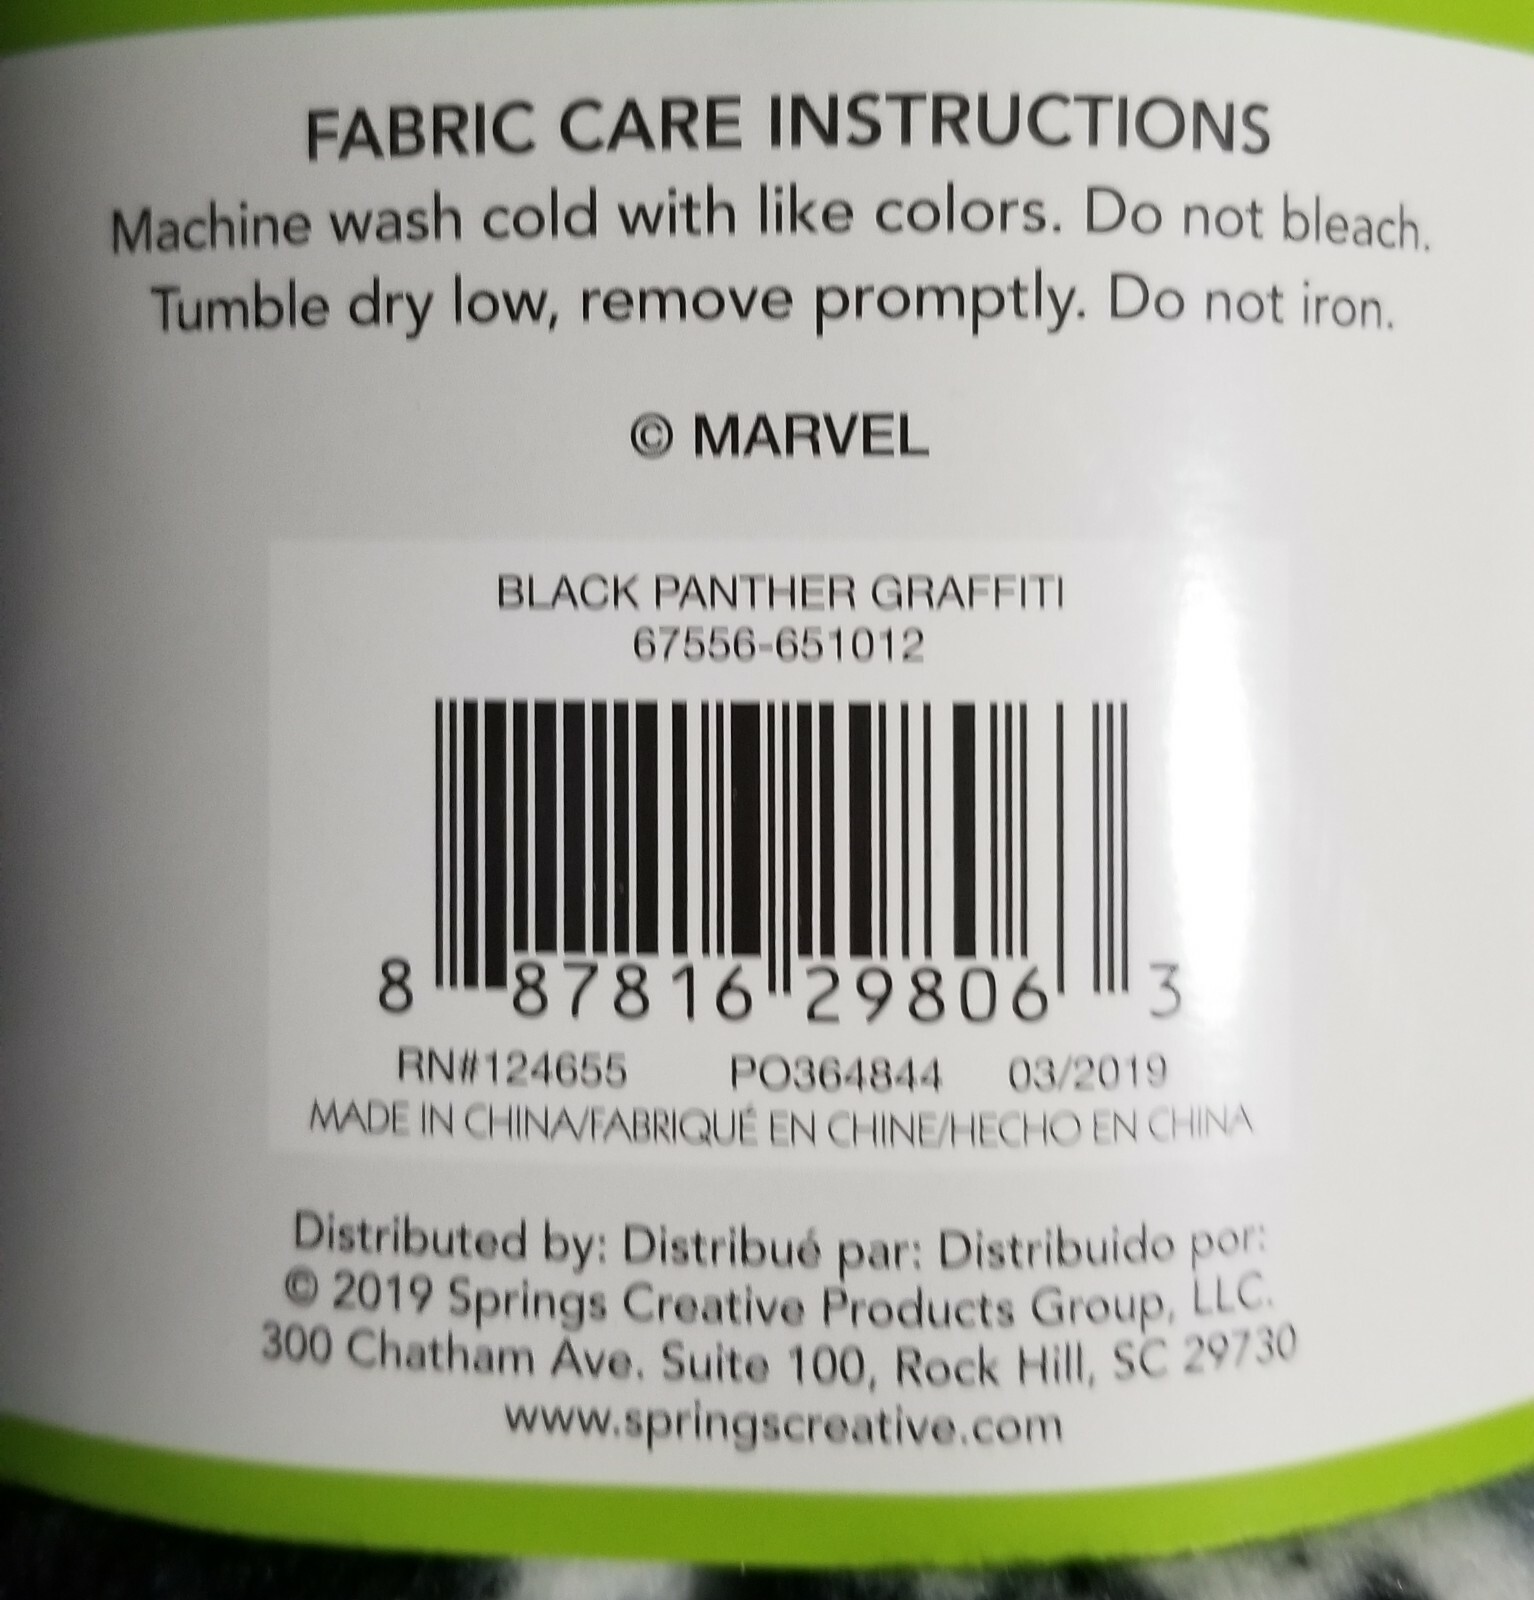 FABRIC CARE INSTRUCTIONS
Machine wash cold with like colors. Do not bleach.
Tumble dry low, remove promptly. Do not iron.
© MARVEL
BLACK PANTHER GRAFFITI
67556-651012
8 87816 29806 3
RN#124655 PO364844 03/2019
MADE IN CHINA/FABRIQUÉ EN CHINE/HECHO EN CHINA
Distributed by: Distribué par: Distribuido por:
© 2019 Springs Creative Products Group, LLC.
300 Chatham Ave. Suite 100, Rock Hill, SC 29730
www.springscreative.com